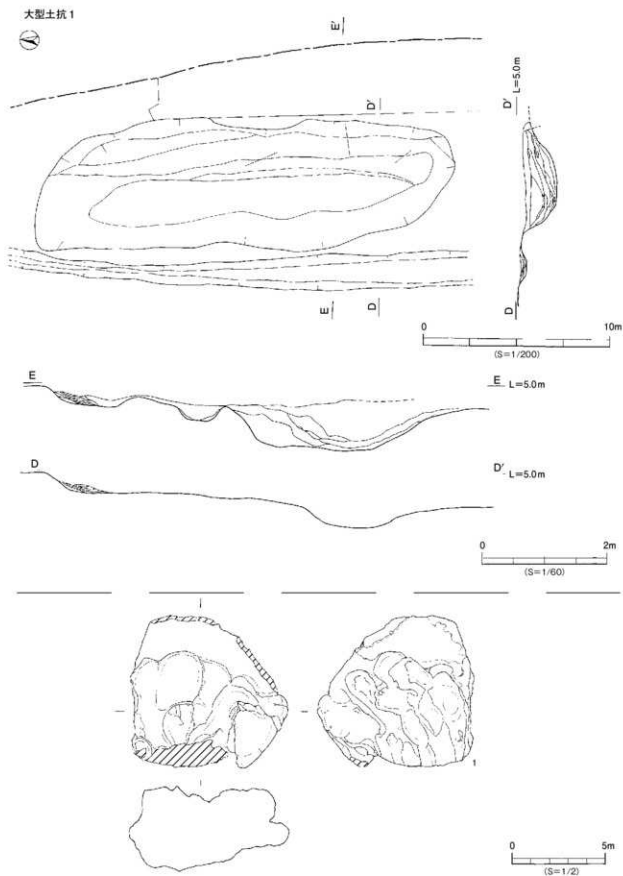 大型土抗1
E'
D'
D' L=5.0m
D
E
D
0 10m
(S=1/200)
E
E L=5.0m
D
D' L=5.0m
0 2m
(S=1/60)
1
0 5m
(S=1/2)